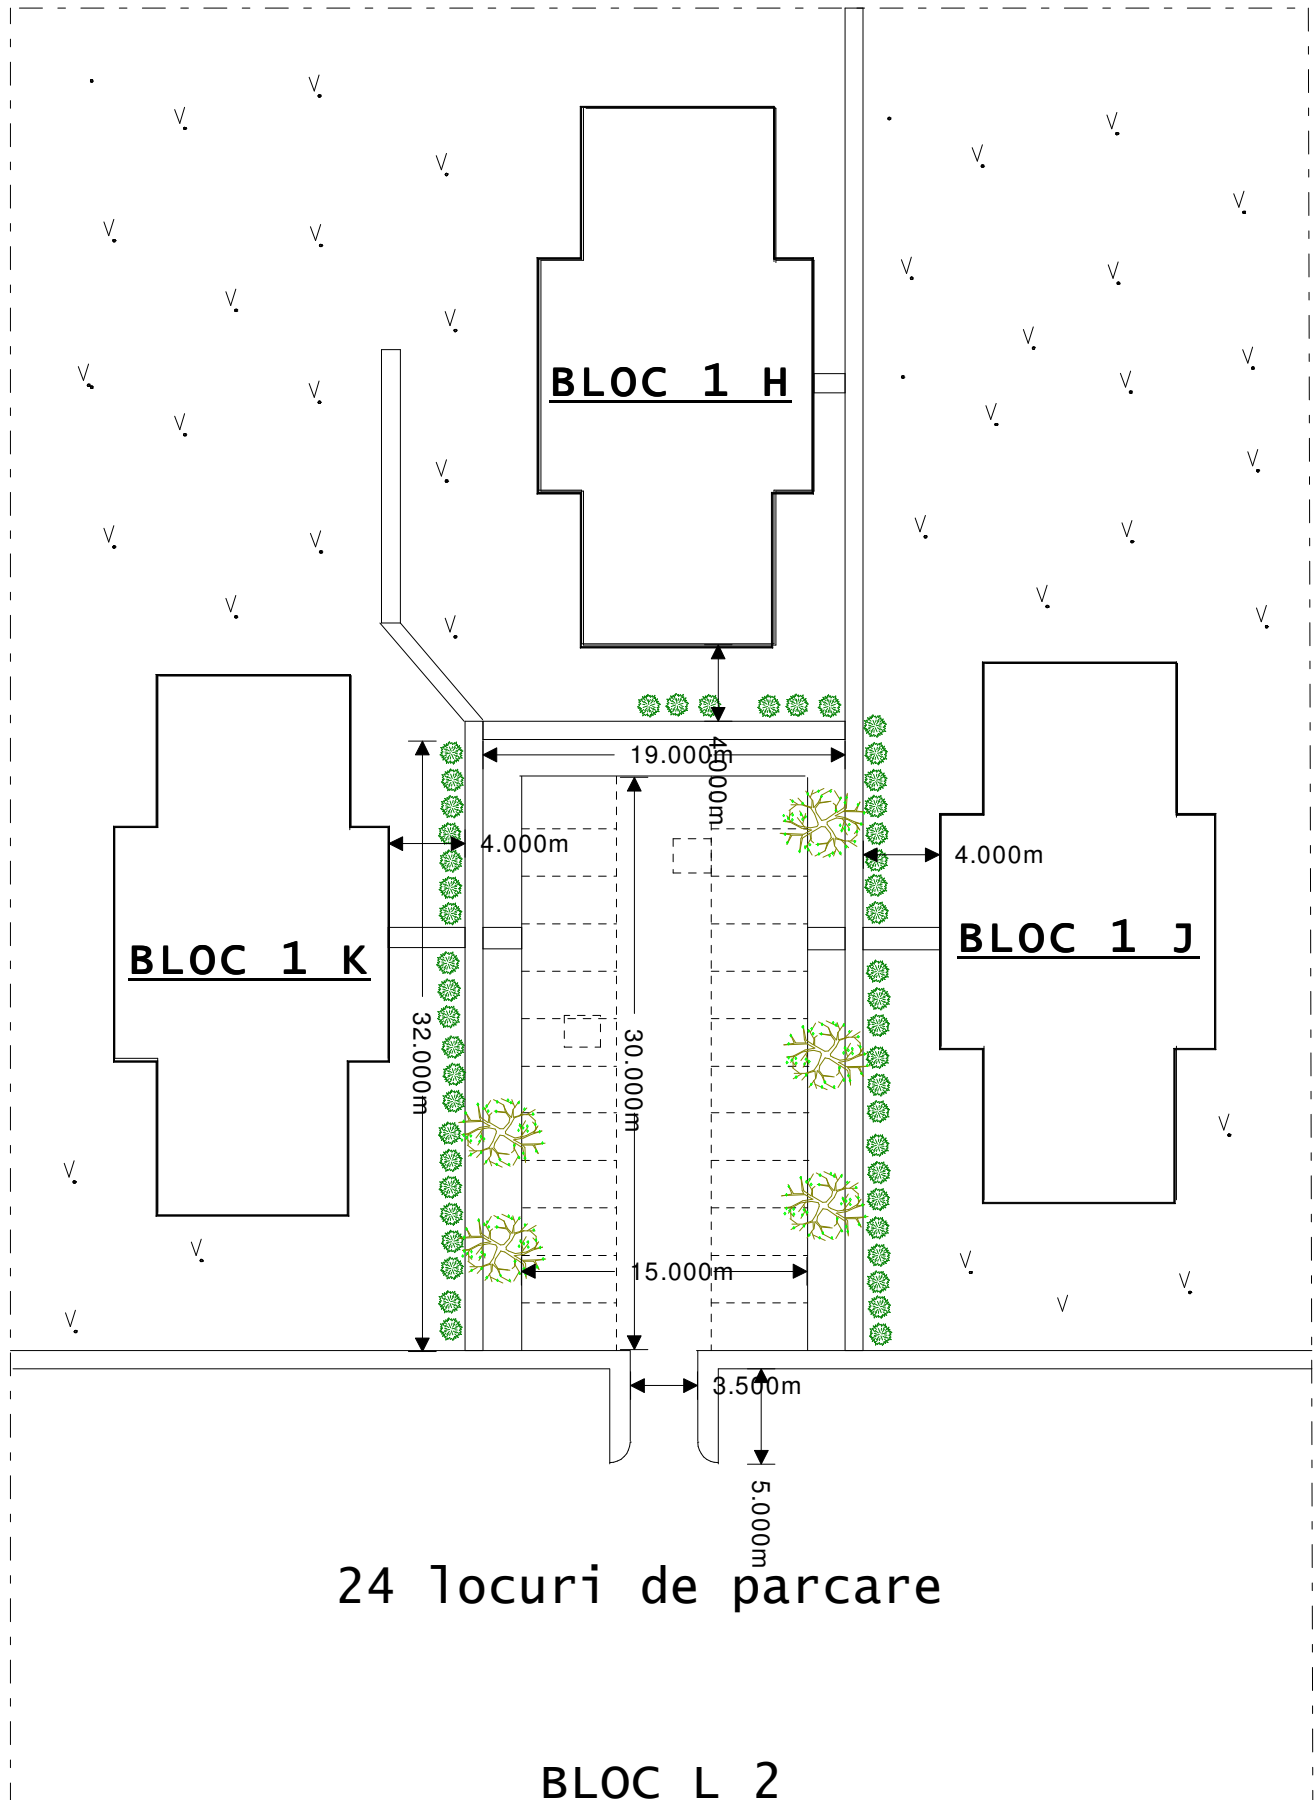 BLOC 1 H
4.000m
19.000m
4.000m
4.000m
BLOC 1 K
BLOC 1 J
32.000m
30.000m
15.000m
3.500m
5.000m
24 locuri de parcare
BLOC L 2